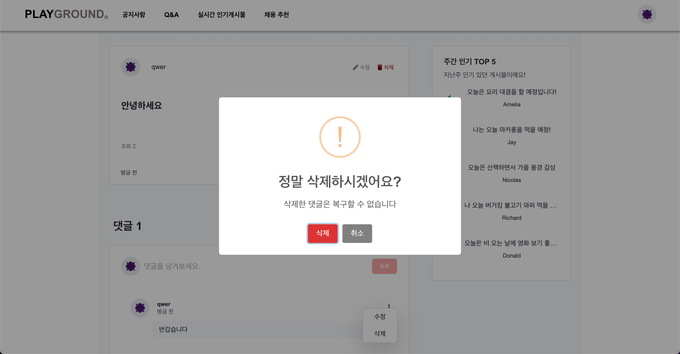 PLAYGROUND.
공지사항
Q&A
실시간 인기게시물
채용 추천
qwer
수정
삭제
안녕하세요
조회 2
방금 전
주간 인기 TOP 5
지난주 인기 있던 게시물이에요!
오늘은 요리 대결을 할 예정입니다!
Amelia
나는 오늘 마카롱을 먹을 예정!
Jay
오늘은 산책하면서 가을 풍경 감상
Nicolas
나 오늘 버거킹 불고기 와퍼 먹을 ...
Richard
오늘은 비 오는 날에 영화 보기 좋...
Donald
!
정말 삭제하시겠어요?
삭제한 댓글은 복구할 수 없습니다
삭제
취소
댓글 1
댓글을 남겨보세요.
등록
qwer
방금 전
반갑습니다
수정
삭제